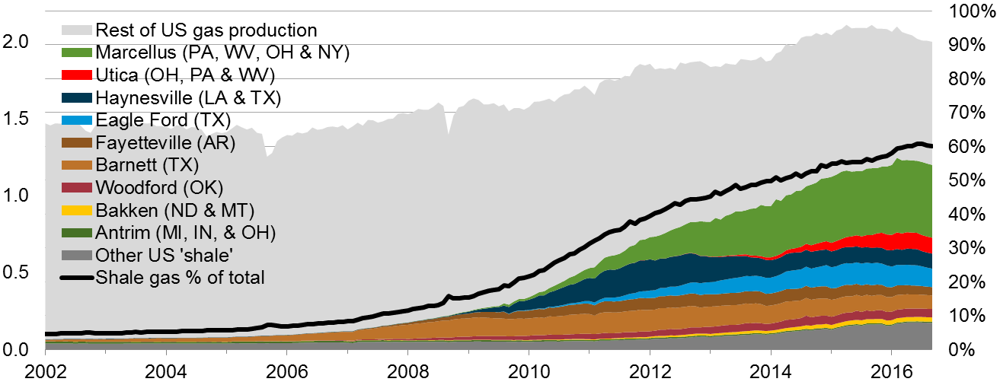 100%
2.0
Rest of US gas production
90%
Marcellus (PA, WV, OH & NY)
80%
Utica (OH, PA & WV)
Haynesville (LA & TX)
1.5
Eagle Ford (TX)
70%
Fayetteville (AR)
60%
Barnett (TX)
1.0
Woodford (OK)
50%
Bakken (ND & MT)
40%
Antrim (MI, IN, & OH)
Other US 'shale'
30%
0.5
Shale gas % of total
20%
10%
0.0
0%
2002 2004 2006 2008 2010 2012 2014 2016